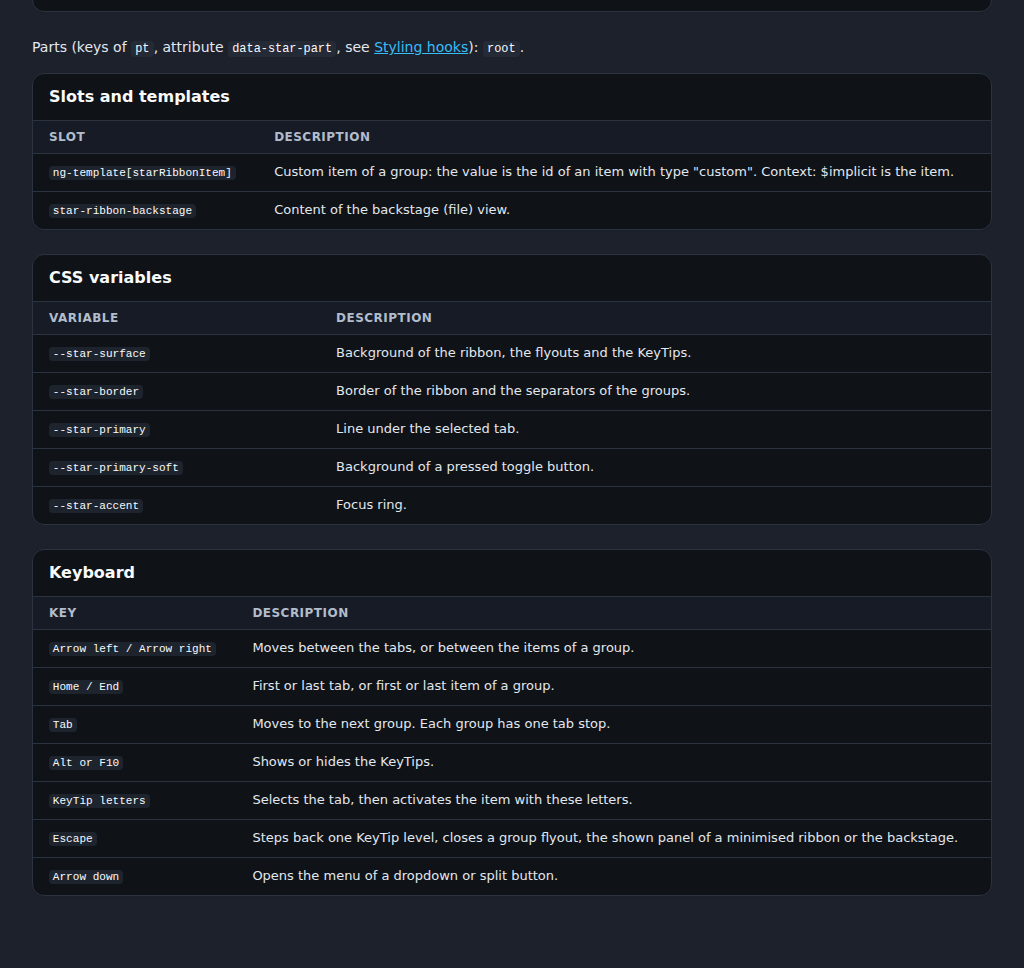 Parts (keys of pt, attribute data-star-part, see Styling hooks): root.
Slots and templates
SLOT DESCRIPTION
ng-template[starRibbonItem] Custom item of a group: the value is the id of an item with type "custom". Context: $implicit is the item.
star-ribbon-backstage Content of the backstage (file) view.
CSS variables
VARIABLE DESCRIPTION
--star-surface Background of the ribbon, the flyouts and the KeyTips.
--star-border Border of the ribbon and the separators of the groups.
--star-primary Line under the selected tab.
--star-primary-soft Background of a pressed toggle button.
--star-accent Focus ring.
Keyboard
KEY DESCRIPTION
Arrow left / Arrow right Moves between the tabs, or between the items of a group.
Home / End First or last tab, or first or last item of a group.
Tab Moves to the next group. Each group has one tab stop.
Alt or F10 Shows or hides the KeyTips.
KeyTip letters Selects the tab, then activates the item with these letters.
Escape Steps back one KeyTip level, closes a group flyout, the shown panel of a minimised ribbon or the backstage.
Arrow down Opens the menu of a dropdown or split button.